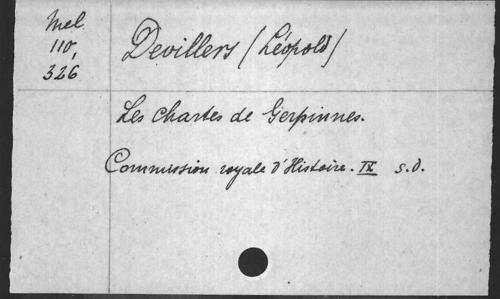 Mel.
110,
326
Devillers (Léopold)
Les Chartes de Gerpinnes.
Commission royale d'Histoire. IX s.d.